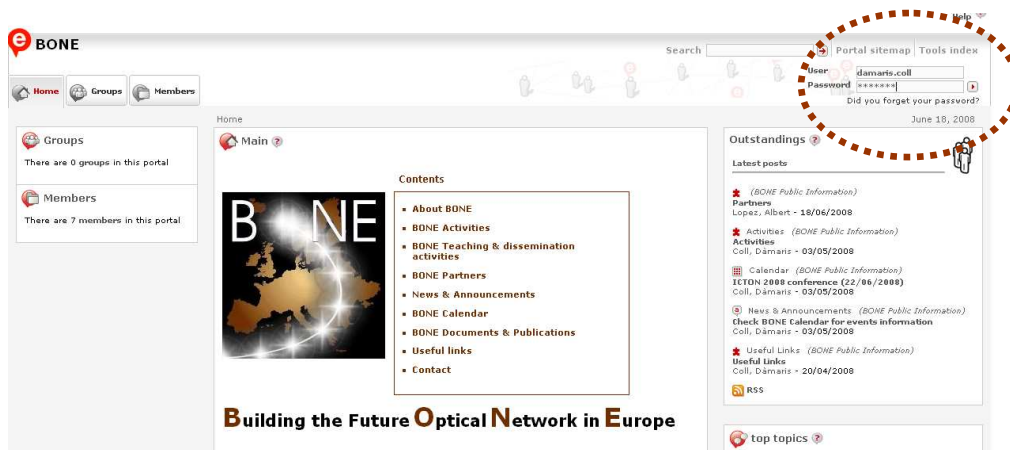 Help
e BONE
Search
Portal sitemap
Tools index
User damaris.coll
Password *******
Did you forget your password?
Home
Groups
Members
Home
June 18, 2008
Groups
There are 0 groups in this portal
Members
There are 7 members in this portal
Main
Contents
BONE
▪ About BONE
▪ BONE Activities
▪ BONE Teaching & dissemination
activities
▪ BONE Partners
▪ News & Announcements
▪ BONE Calendar
▪ BONE Documents & Publications
▪ Useful links
▪ Contact
Building the Future Optical Network in Europe
Outstandings
Latest posts
(BONE Public Information)
Partners
Lopez, Albert - 18/06/2008
Activities (BONE Public Information)
Activities
Coll, Dàmaris - 03/05/2008
Calendar (BONE Public Information)
ICTON 2008 conference (22/06/2008)
Coll, Dàmaris - 03/05/2008
News & Announcements (BONE Public Information)
Check BONE Calendar for events information
Coll, Dàmaris - 03/05/2008
Useful Links (BONE Public Information)
Useful Links
Coll, Dàmaris - 20/04/2008
RSS
top topics